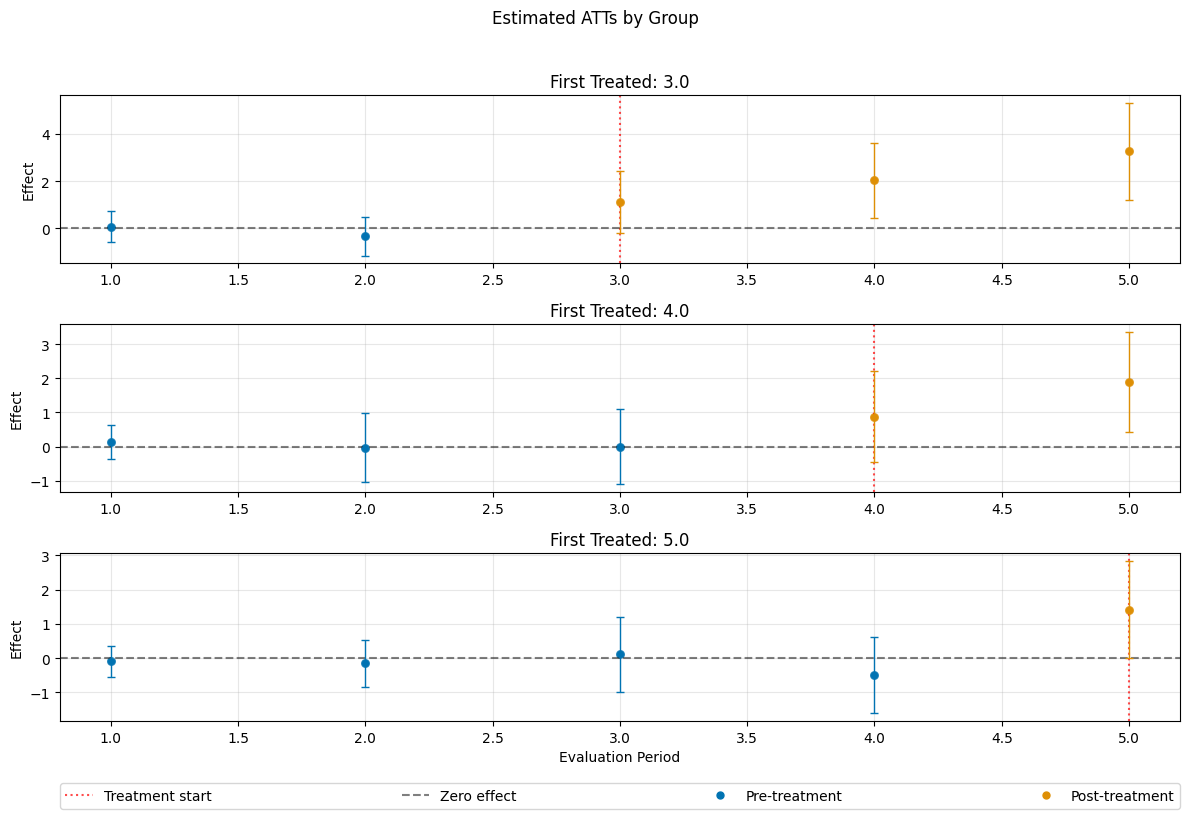 Estimated ATTs by Group
First Treated: 3.0
Effect
4
2
0
1.0 1.5 2.0 2.5 3.0 3.5 4.0 4.5 5.0
First Treated: 4.0
Effect
3
2
1
0
−1
1.0 1.5 2.0 2.5 3.0 3.5 4.0 4.5 5.0
First Treated: 5.0
Effect
3
2
1
0
−1
1.0 1.5 2.0 2.5 3.0 3.5 4.0 4.5 5.0
Evaluation Period
Treatment start Zero effect Pre-treatment Post-treatment